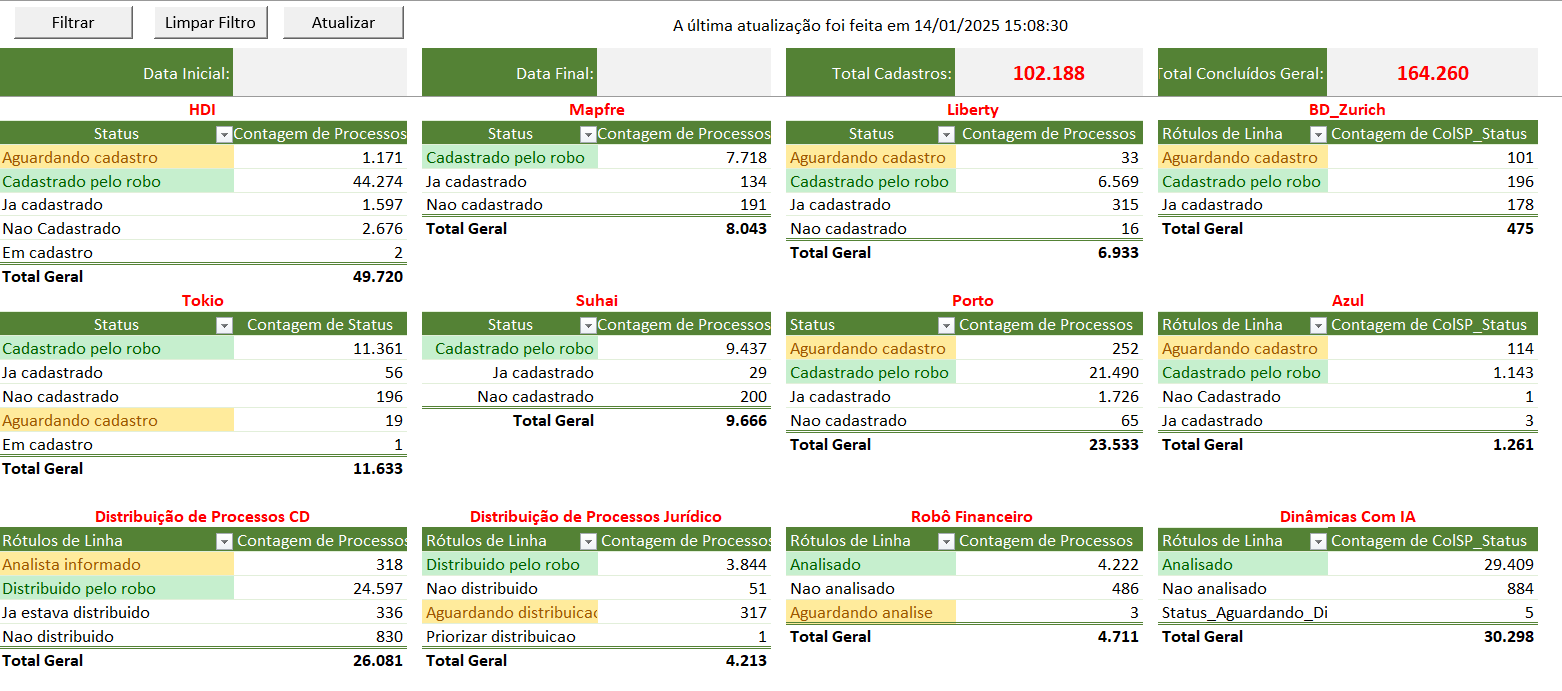 Filtrar Limpar Filtro Atualizar A última atualização foi feita em 14/01/2025 15:08:30
Data Inicial: Data Final: Total Cadastros: 102.188 Total Concluídos Geral: 164.260
HDI Mapfre Liberty BD_Zurich
Status Contagem de Processos Status Contagem de Processos Status Contagem de Processos Rótulos de Linha Contagem de ColSP_Status
Aguardando cadastro 1.171 Cadastrado pelo robo 7.718 Aguardando cadastro 33 Aguardando cadastro 101
Cadastrado pelo robo 44.274 Ja cadastrado 134 Cadastrado pelo robo 6.569 Cadastrado pelo robo 196
Ja cadastrado 1.597 Nao cadastrado 191 Ja cadastrado 315 Ja cadastrado 178
Nao Cadastrado 2.676 Total Geral 8.043 Nao cadastrado 16 Total Geral 475
Em cadastro 2 Total Geral 6.933
Total Geral 49.720
Tokio Suhai Porto Azul
Status Contagem de Status Status Contagem de Processos Status Contagem de Processos Rótulos de Linha Contagem de ColSP_Status
Cadastrado pelo robo 11.361 Cadastrado pelo robo 9.437 Aguardando cadastro 252 Aguardando cadastro 114
Ja cadastrado 56 Ja cadastrado 29 Cadastrado pelo robo 21.490 Cadastrado pelo robo 1.143
Nao cadastrado 196 Nao cadastrado 200 Ja cadastrado 1.726 Nao Cadastrado 1
Aguardando cadastro 19 Total Geral 9.666 Nao cadastrado 65 Ja cadastrado 3
Em cadastro 1 Total Geral 23.533 Total Geral 1.261
Total Geral 11.633
Distribuição de Processos CD Distribuição de Processos Jurídico Robô Financeiro Dinâmicas Com IA
Rótulos de Linha Contagem de Processos Rótulos de Linha Contagem de Processos Rótulos de Linha Contagem de Processos Rótulos de Linha Contagem de ColSP_Status
Analista informado 318 Distribuido pelo robo 3.844 Analisado 4.222 Analisado 29.409
Distribuido pelo robo 24.597 Nao distribuido 51 Nao analisado 486 Nao analisado 884
Ja estava distribuido 336 Aguardando distribuicao 317 Aguardando analise 3 Status_Aguardando_Di 5
Nao distribuido 830 Priorizar distribuicao 1 Total Geral 4.711 Total Geral 30.298
Total Geral 26.081 Total Geral 4.213